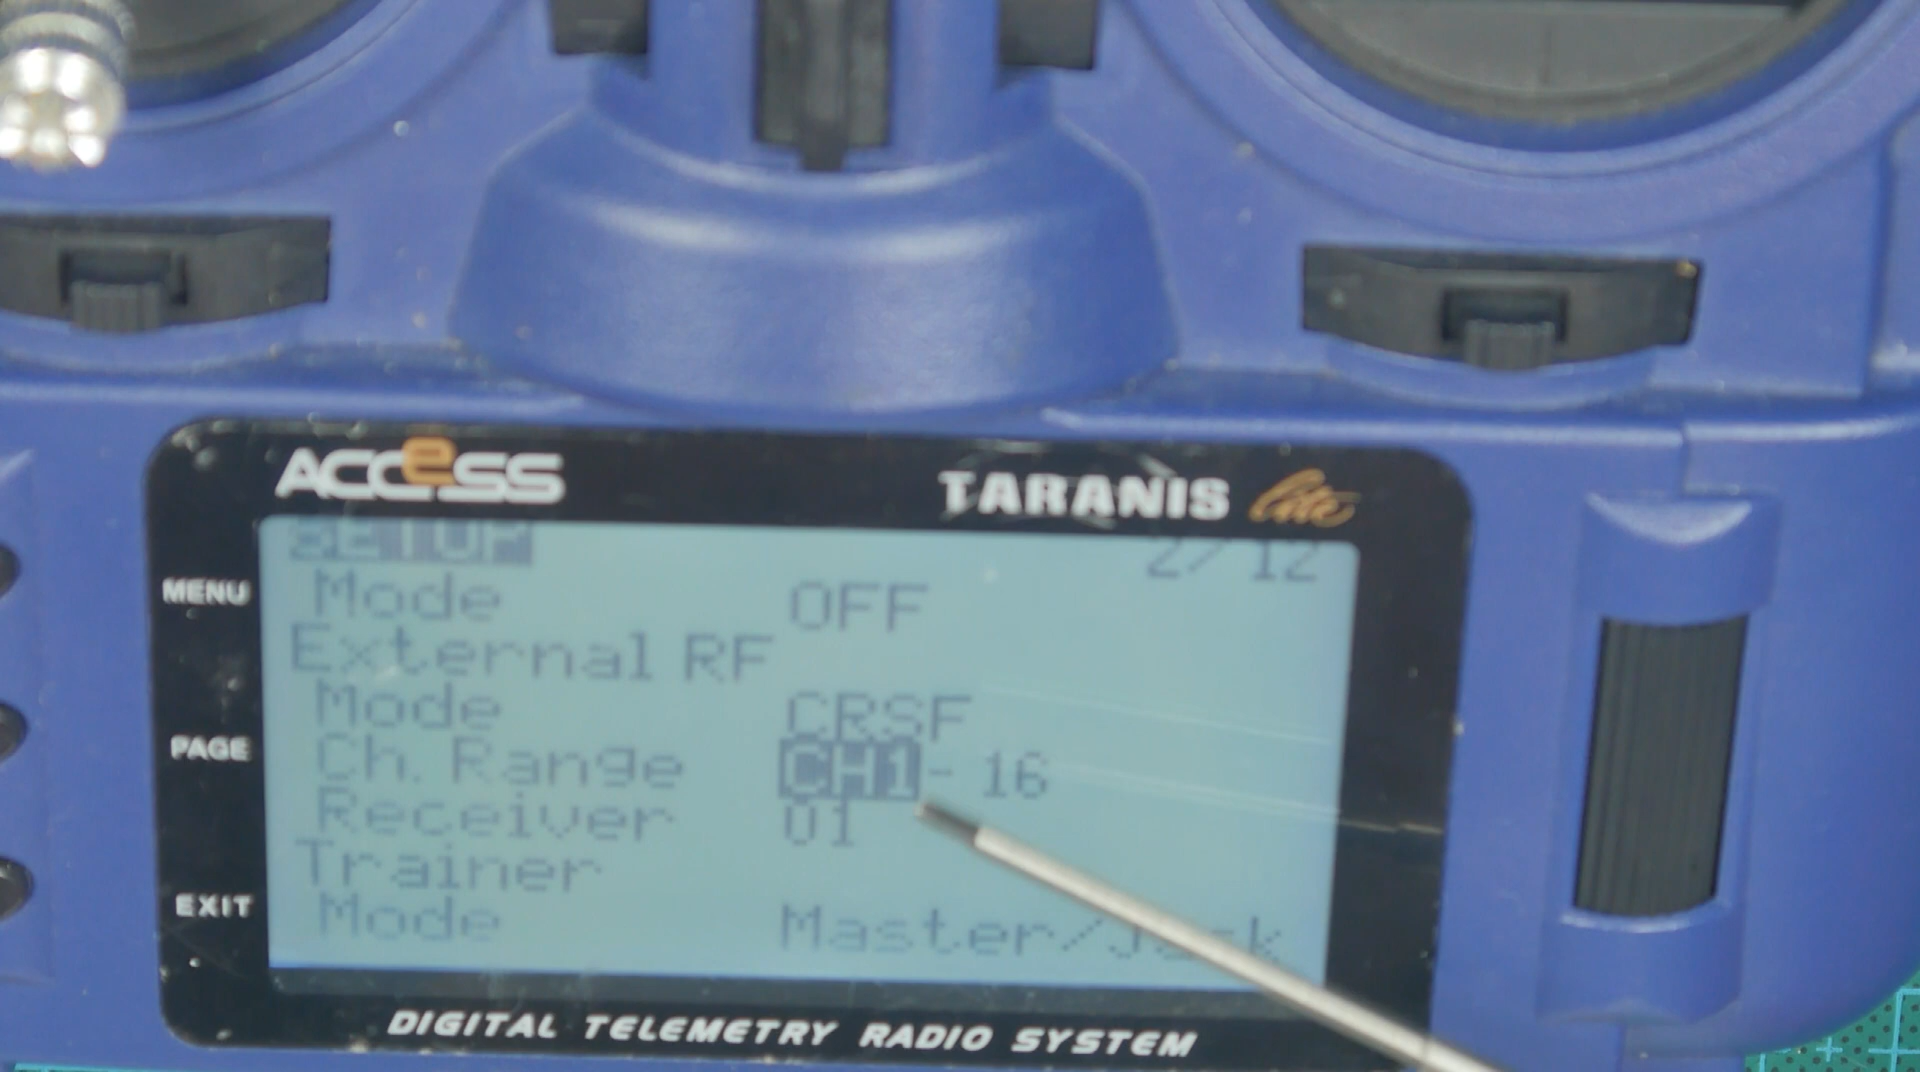 ACCeSS
TARANIS lite
SETUP 2/12
MENU
Mode OFF
External RF
Mode CRSF
PAGE
Ch. Range CH1 - 16
Receiver 01
Trainer
EXIT
Mode Master/Jack
DIGITAL TELEMETRY RADIO SYSTEM